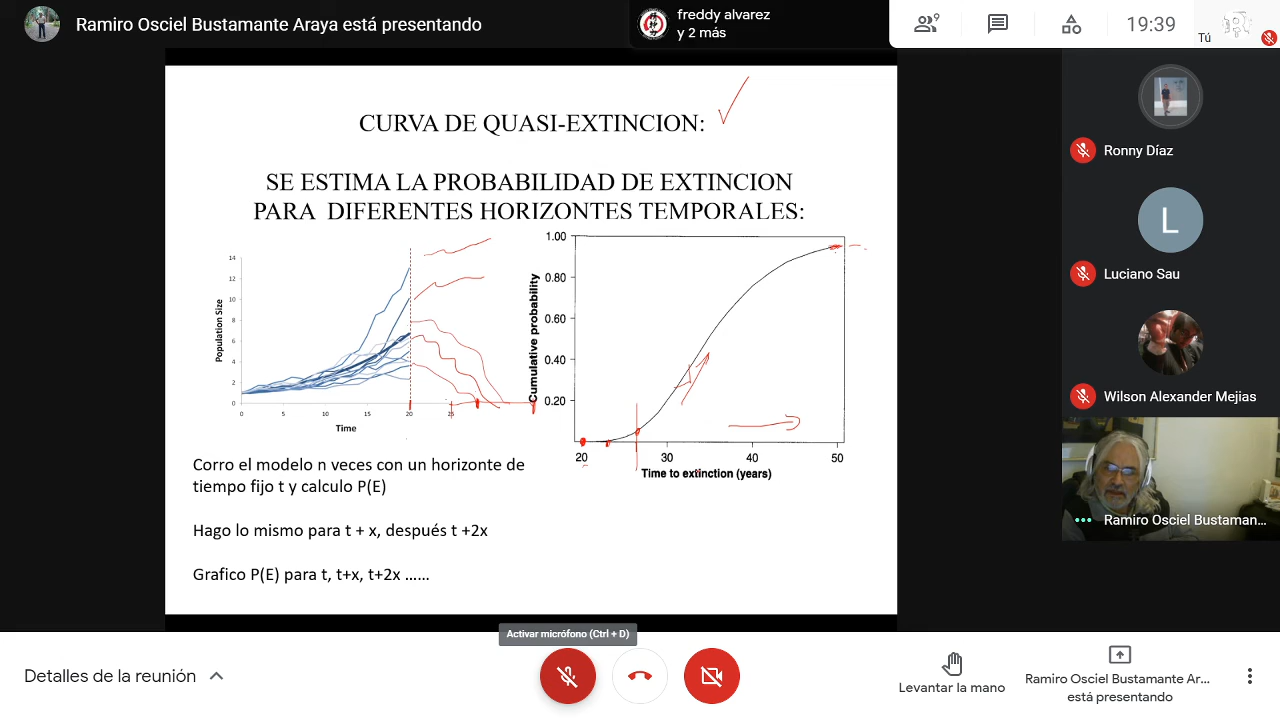 Ramiro Osciel Bustamante Araya está presentando
freddy alvarez
y 2 más
9
19:39
Tú
CURVA DE QUASI-EXTINCION:
SE ESTIMA LA PROBABILIDAD DE EXTINCION
PARA DIFERENTES HORIZONTES TEMPORALES:
Population Size
14
12
10
8
6
4
2
0
0 5 10 15 20 25
Time
Cumulative probability
1.00
0.80
0.60
0.40
0.20
20 30 40 50
Time to extinction (years)
Corro el modelo n veces con un horizonte de
tiempo fijo t y calculo P(E)
Hago lo mismo para t + x, después t +2x
Grafico P(E) para t, t+x, t+2x ......
Ronny Díaz
L
Luciano Sau
Wilson Alexander Mejias
Ramiro Osciel Bustaman...
Activar micrófono (Ctrl + D)
Detalles de la reunión
Levantar la mano
Ramiro Osciel Bustamante Ar...
está presentando